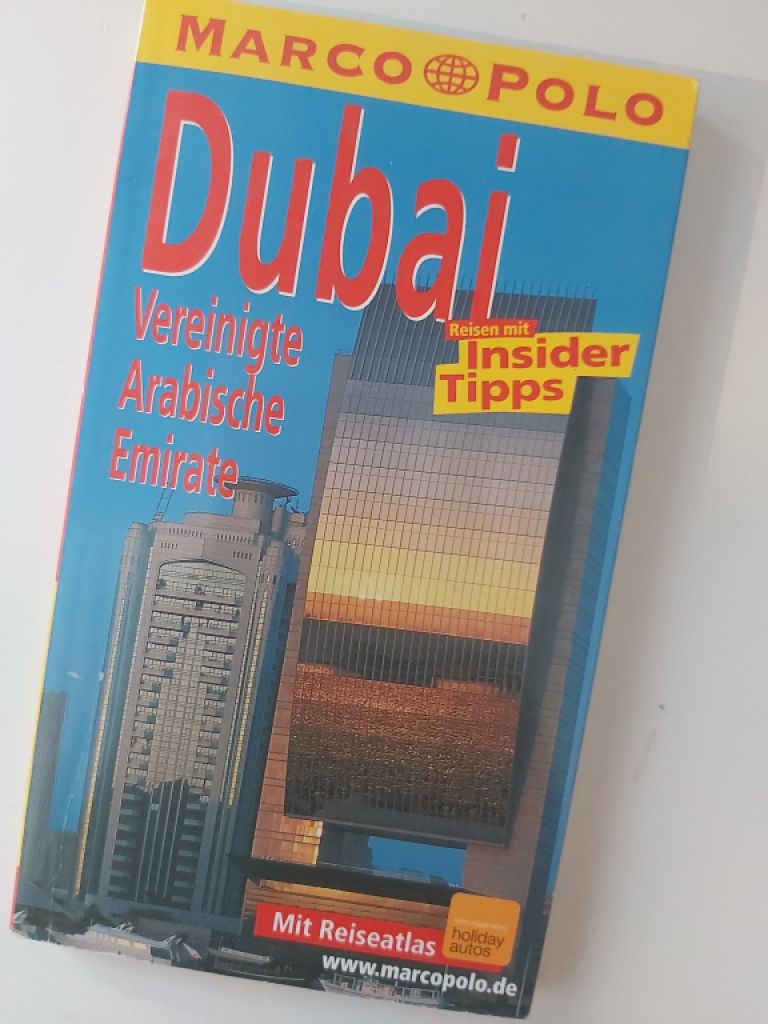 MARCO POLO
Dubai
Vereinigte
Arabische
Emirate
Reisen mit
Insider
Tipps
Mit Reiseatlas
holiday
autos
www.marcopolo.de